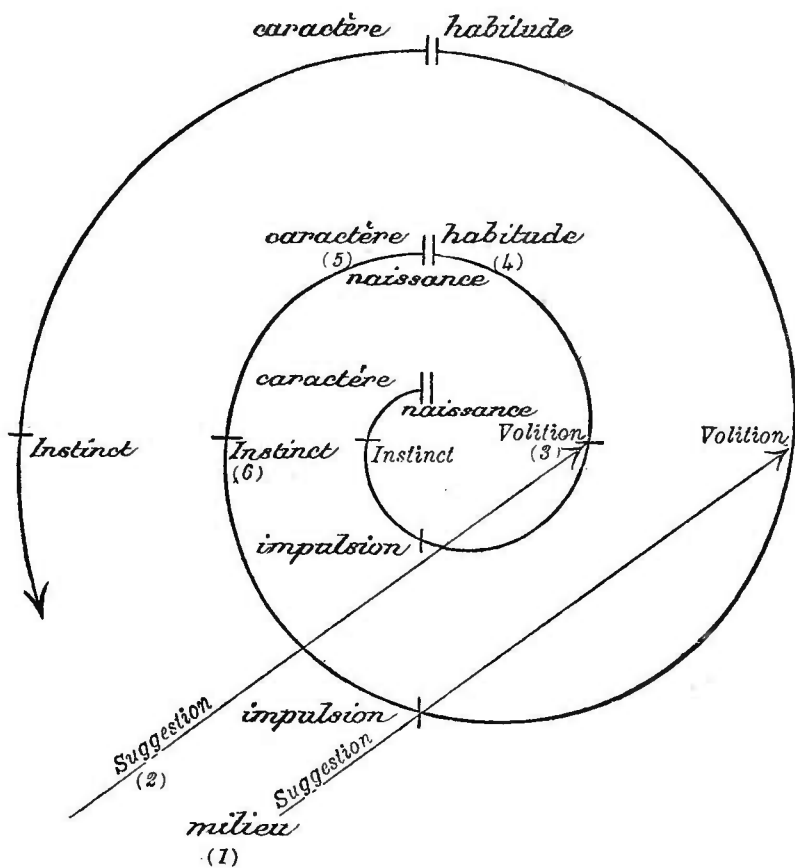 caractère habitude
caractère habitude
(5) (4)
naissance
caractére
naissance
Instinct Instinct Instinct Volition Volition
(6) (3)
impulsion
impulsion
Suggestion
(2)
Suggestion
milieu
(1)